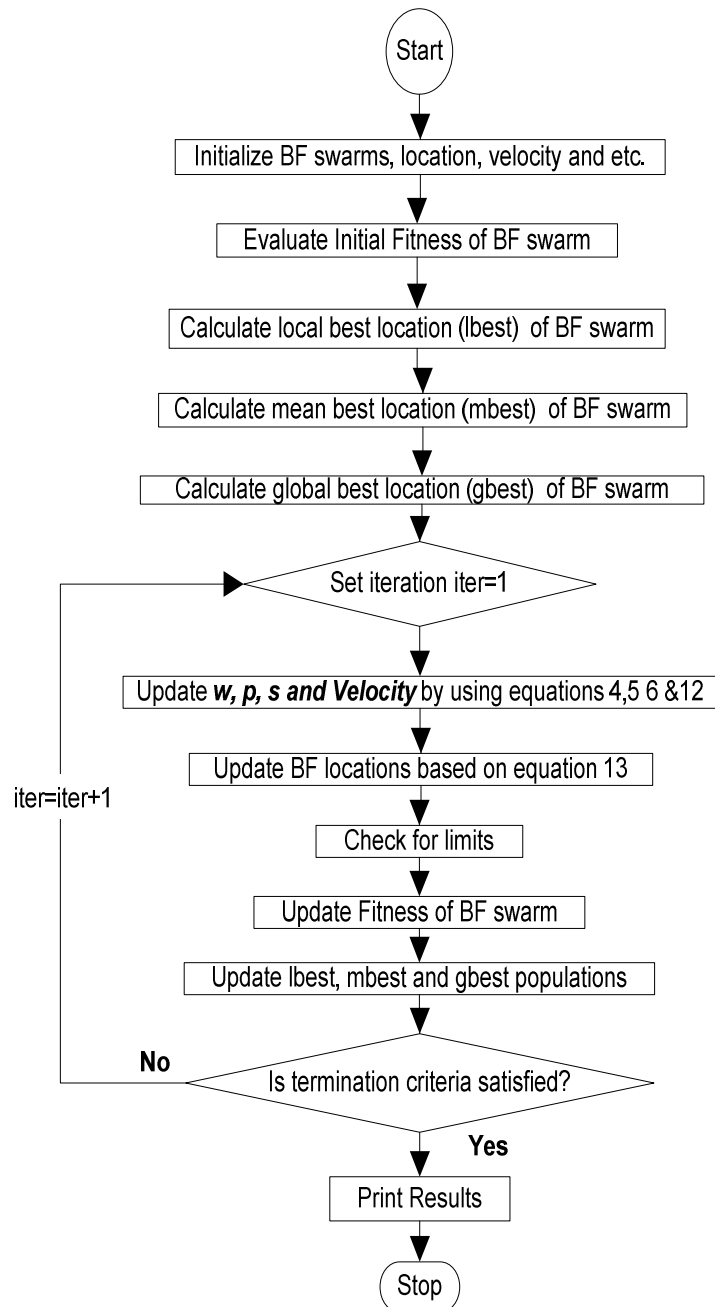 Start
Initialize BF swarms, location, velocity and etc.
Evaluate Initial Fitness of BF swarm
Calculate local best location (lbest) of BF swarm
Calculate mean best location (mbest) of BF swarm
Calculate global best location (gbest) of BF swarm
Set iteration iter=1
Update w, p, s and Velocity by using equations 4,5 6 &12
Update BF locations based on equation 13
iter=iter+1
Check for limits
Update Fitness of BF swarm
Update lbest, mbest and gbest populations
No
Is termination criteria satisfied?
Yes
Print Results
Stop